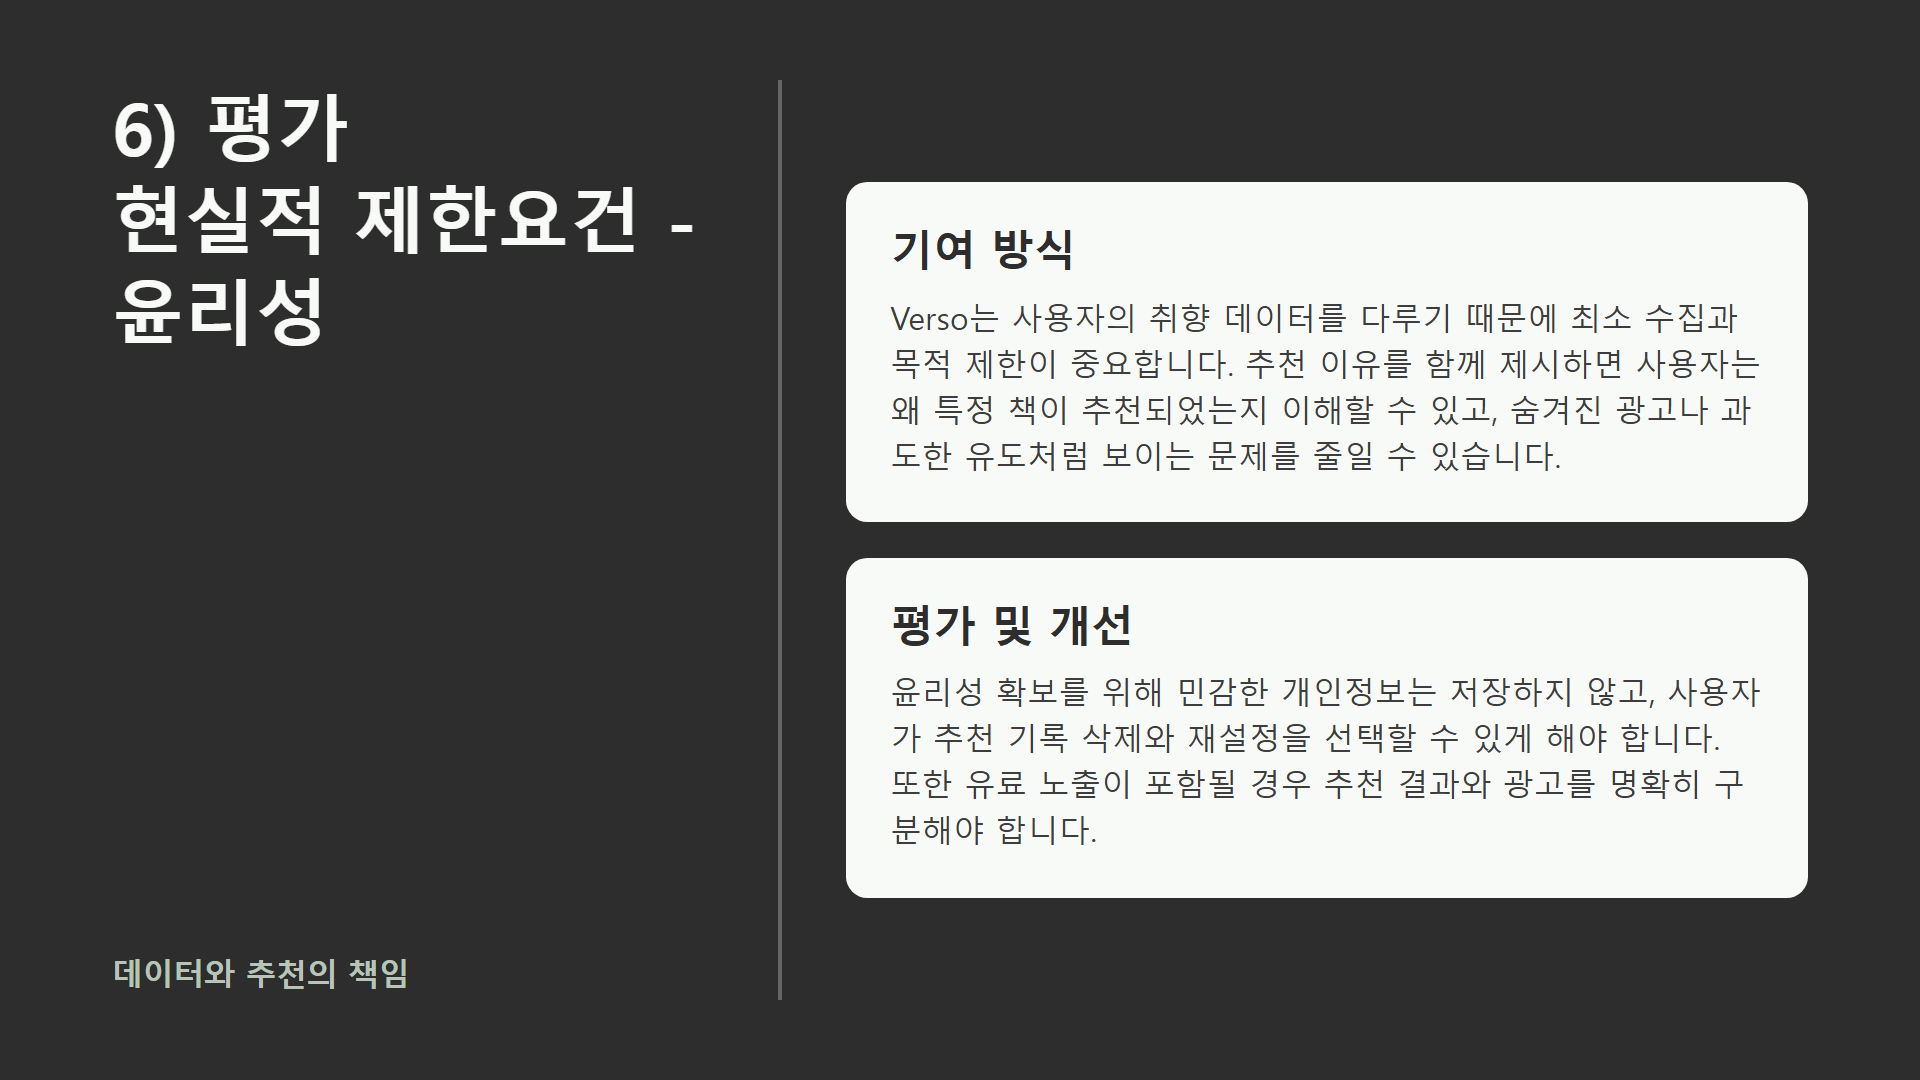 6) 평가
현실적 제한요건 -
윤리성
데이터와 추천의 책임
기여 방식
Verso는 사용자의 취향 데이터를 다루기 때문에 최소 수집과
목적 제한이 중요합니다. 추천 이유를 함께 제시하면 사용자는
왜 특정 책이 추천되었는지 이해할 수 있고, 숨겨진 광고나 과
도한 유도처럼 보이는 문제를 줄일 수 있습니다.
평가 및 개선
윤리성 확보를 위해 민감한 개인정보는 저장하지 않고, 사용자
가 추천 기록 삭제와 재설정을 선택할 수 있게 해야 합니다.
또한 유료 노출이 포함될 경우 추천 결과와 광고를 명확히 구
분해야 합니다.